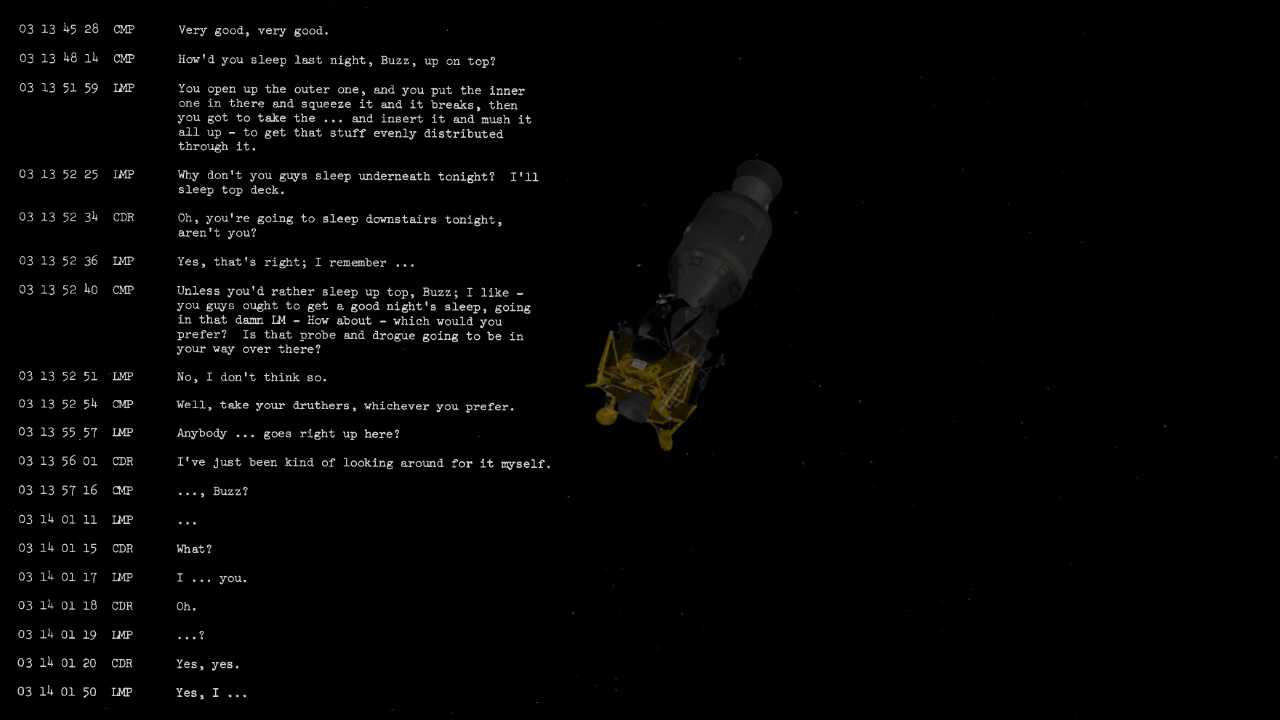 03 13 45 28 CMP Very good, very good.
03 13 48 14 CMP How'd you sleep last night, Buzz, up on top?
03 13 51 59 LMP You open up the outer one, and you put the inner
one in there and squeeze it and it breaks, then
you got to take the ... and insert it and mush it
all up - to get that stuff evenly distributed
through it.
03 13 52 25 LMP Why don't you guys sleep underneath tonight? I'll
sleep top deck.
03 13 52 34 CDR Oh, you're going to sleep downstairs tonight,
aren't you?
03 13 52 36 LMP Yes, that's right; I remember ...
03 13 52 40 CMP Unless you'd rather sleep up top, Buzz; I like -
you guys ought to get a good night's sleep, going
in that damn LM - How about - which would you
prefer? Is that probe and drogue going to be in
your way over there?
03 13 52 51 LMP No, I don't think so.
03 13 52 54 CMP Well, take your druthers, whichever you prefer.
03 13 55 57 LMP Anybody ... goes right up here?
03 13 56 01 CDR I've just been kind of looking around for it myself.
03 13 57 16 CMP ..., Buzz?
03 14 01 11 LMP ...
03 14 01 15 CDR What?
03 14 01 17 LMP I ... you.
03 14 01 18 CDR Oh.
03 14 01 19 LMP ...?
03 14 01 20 CDR Yes, yes.
03 14 01 50 LMP Yes, I ...